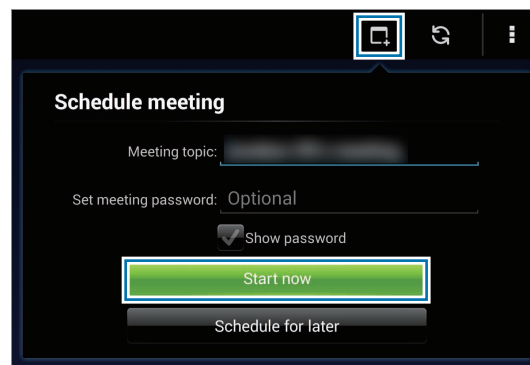 Schedule meeting
Meeting topic:
Set meeting password: Optional
Show password
Start now
Schedule for later